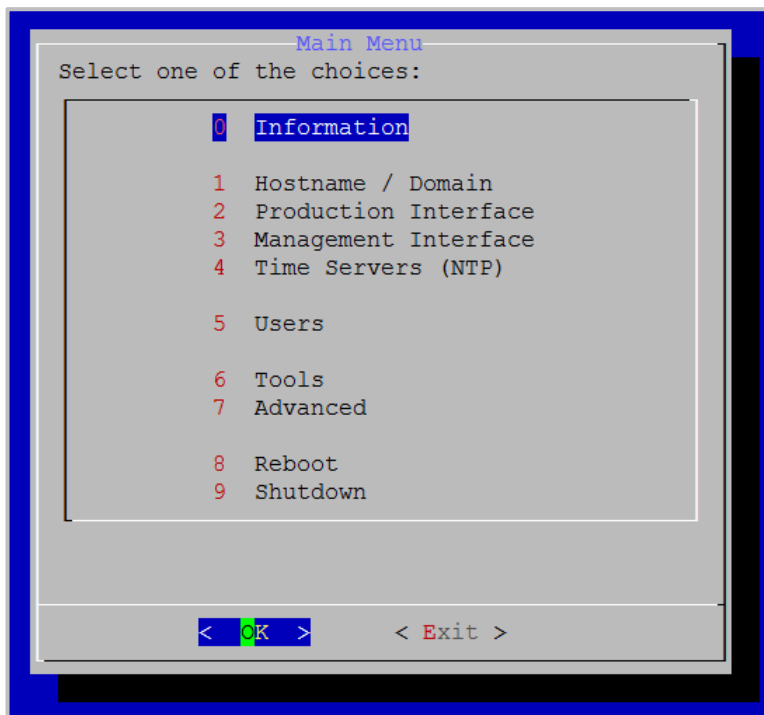 Main Menu
Select one of the choices:
0 Information
1 Hostname / Domain
2 Production Interface
3 Management Interface
4 Time Servers (NTP)
5 Users
6 Tools
7 Advanced
8 Reboot
9 Shutdown
< OK > < Exit >